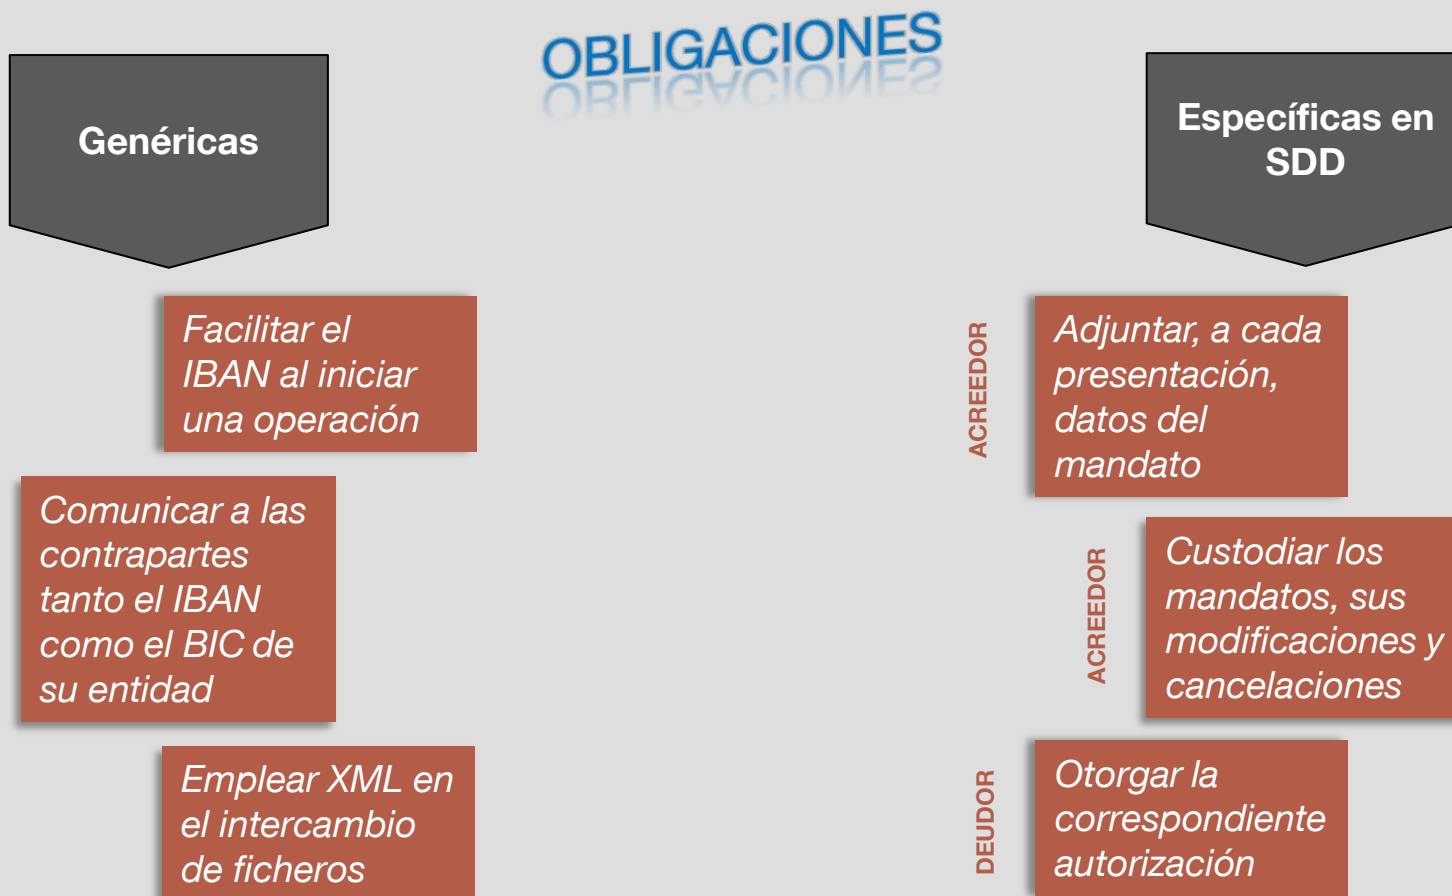 OBLIGACIONES
Genéricas
Facilitar el
IBAN al iniciar
una operación
Comunicar a las
contrapartes
tanto el IBAN
como el BIC de
su entidad
Emplear XML en
el intercambio
de ficheros
Específicas en
SDD
ACREEDOR
Adjuntar, a cada
presentación,
datos del
mandato
ACREEDOR
Custodiar los
mandatos, sus
modificaciones y
cancelaciones
DEUDOR
Otorgar la
correspondiente
autorización